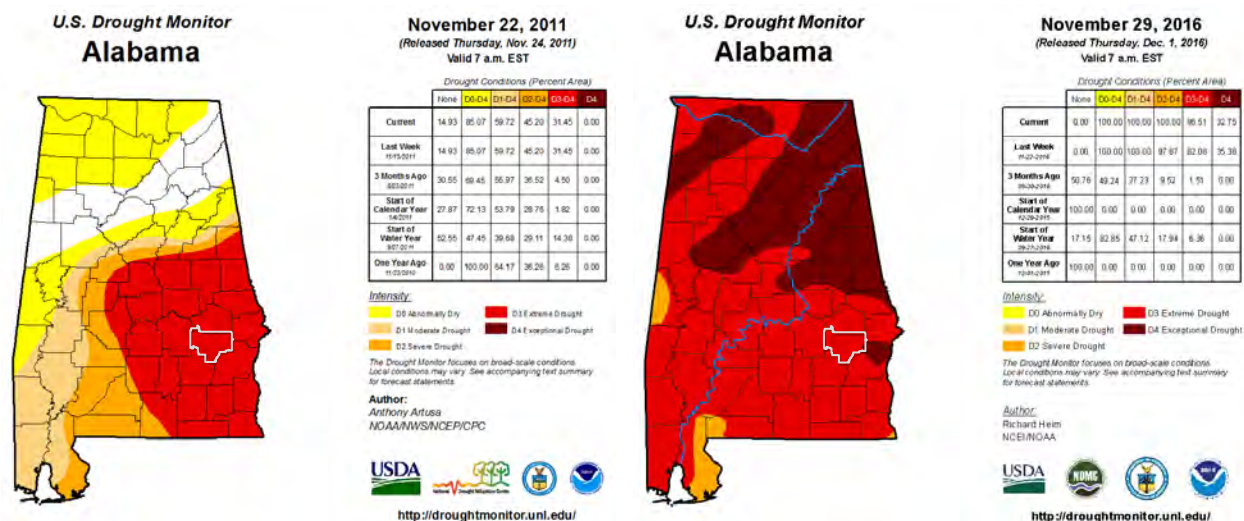 U.S. Drought Monitor
Alabama
November 22, 2011
(Released Thursday, Nov. 24, 2011)
Valid 7 a.m. EST
Drought Conditions (Percent Area)
None D0-D4 D1-D4 D2-D4 D3-D4 D4
Current 14.93 85.07 59.72 45.20 31.45 0.00
Last Week 14.93 85.07 59.72 45.20 31.45 0.00
11/15/2011
3 Months Ago 30.55 69.45 56.97 36.52 4.50 0.00
Start of Calendar Year 27.87 72.13 53.79 28.75 1.82 0.00
1/4/2011
Start of Water Year 52.55 47.45 39.68 29.11 14.38 0.00
One Year Ago 0.00 100.00 64.17 36.26 6.26 0.00
Intensity:
D0 Abnormally Dry
D1 Moderate Drought
D2 Severe Drought
D3 Extreme Drought
D4 Exceptional Drought
The Drought Monitor focuses on broad-scale conditions.
Local conditions may vary. See accompanying text summary
for forecast statements.
Author:
Anthony Artusa
NOAA/NWS/NCEP/CPC
USDA
National Drought Mitigation Center
http://droughtmonitor.unl.edu/
U.S. Drought Monitor
Alabama
November 29, 2016
(Released Thursday, Dec. 1, 2016)
Valid 7 a.m. EST
Drought Conditions (Percent Area)
None D0-D4 D1-D4 D2-D4 D3-D4 D4
Current 0.00 100.00 100.00 100.00 95.51 32.75
Last Week 0.00 100.00 100.00 97.87 82.08 35.38
11-22-2016
3 Months Ago 50.76 49.24 27.23 9.52 1.51 0.00
Start of Calendar Year 100.00 0.00 0.00 0.00 0.00 0.00
Start of Water Year 17.15 82.85 47.12 17.94 6.36 0.00
One Year Ago 100.00 0.00 0.00 0.00 0.00 0.00
Intensity:
D0 Abnormally Dry
D1 Moderate Drought
D2 Severe Drought
D3 Extreme Drought
D4 Exceptional Drought
The Drought Monitor focuses on broad-scale conditions.
Local conditions may vary. See accompanying text summary
for forecast statements.
Author:
Richard Heim
NCEI/NOAA
USDA
NDMC
http://droughtmonitor.unl.edu/